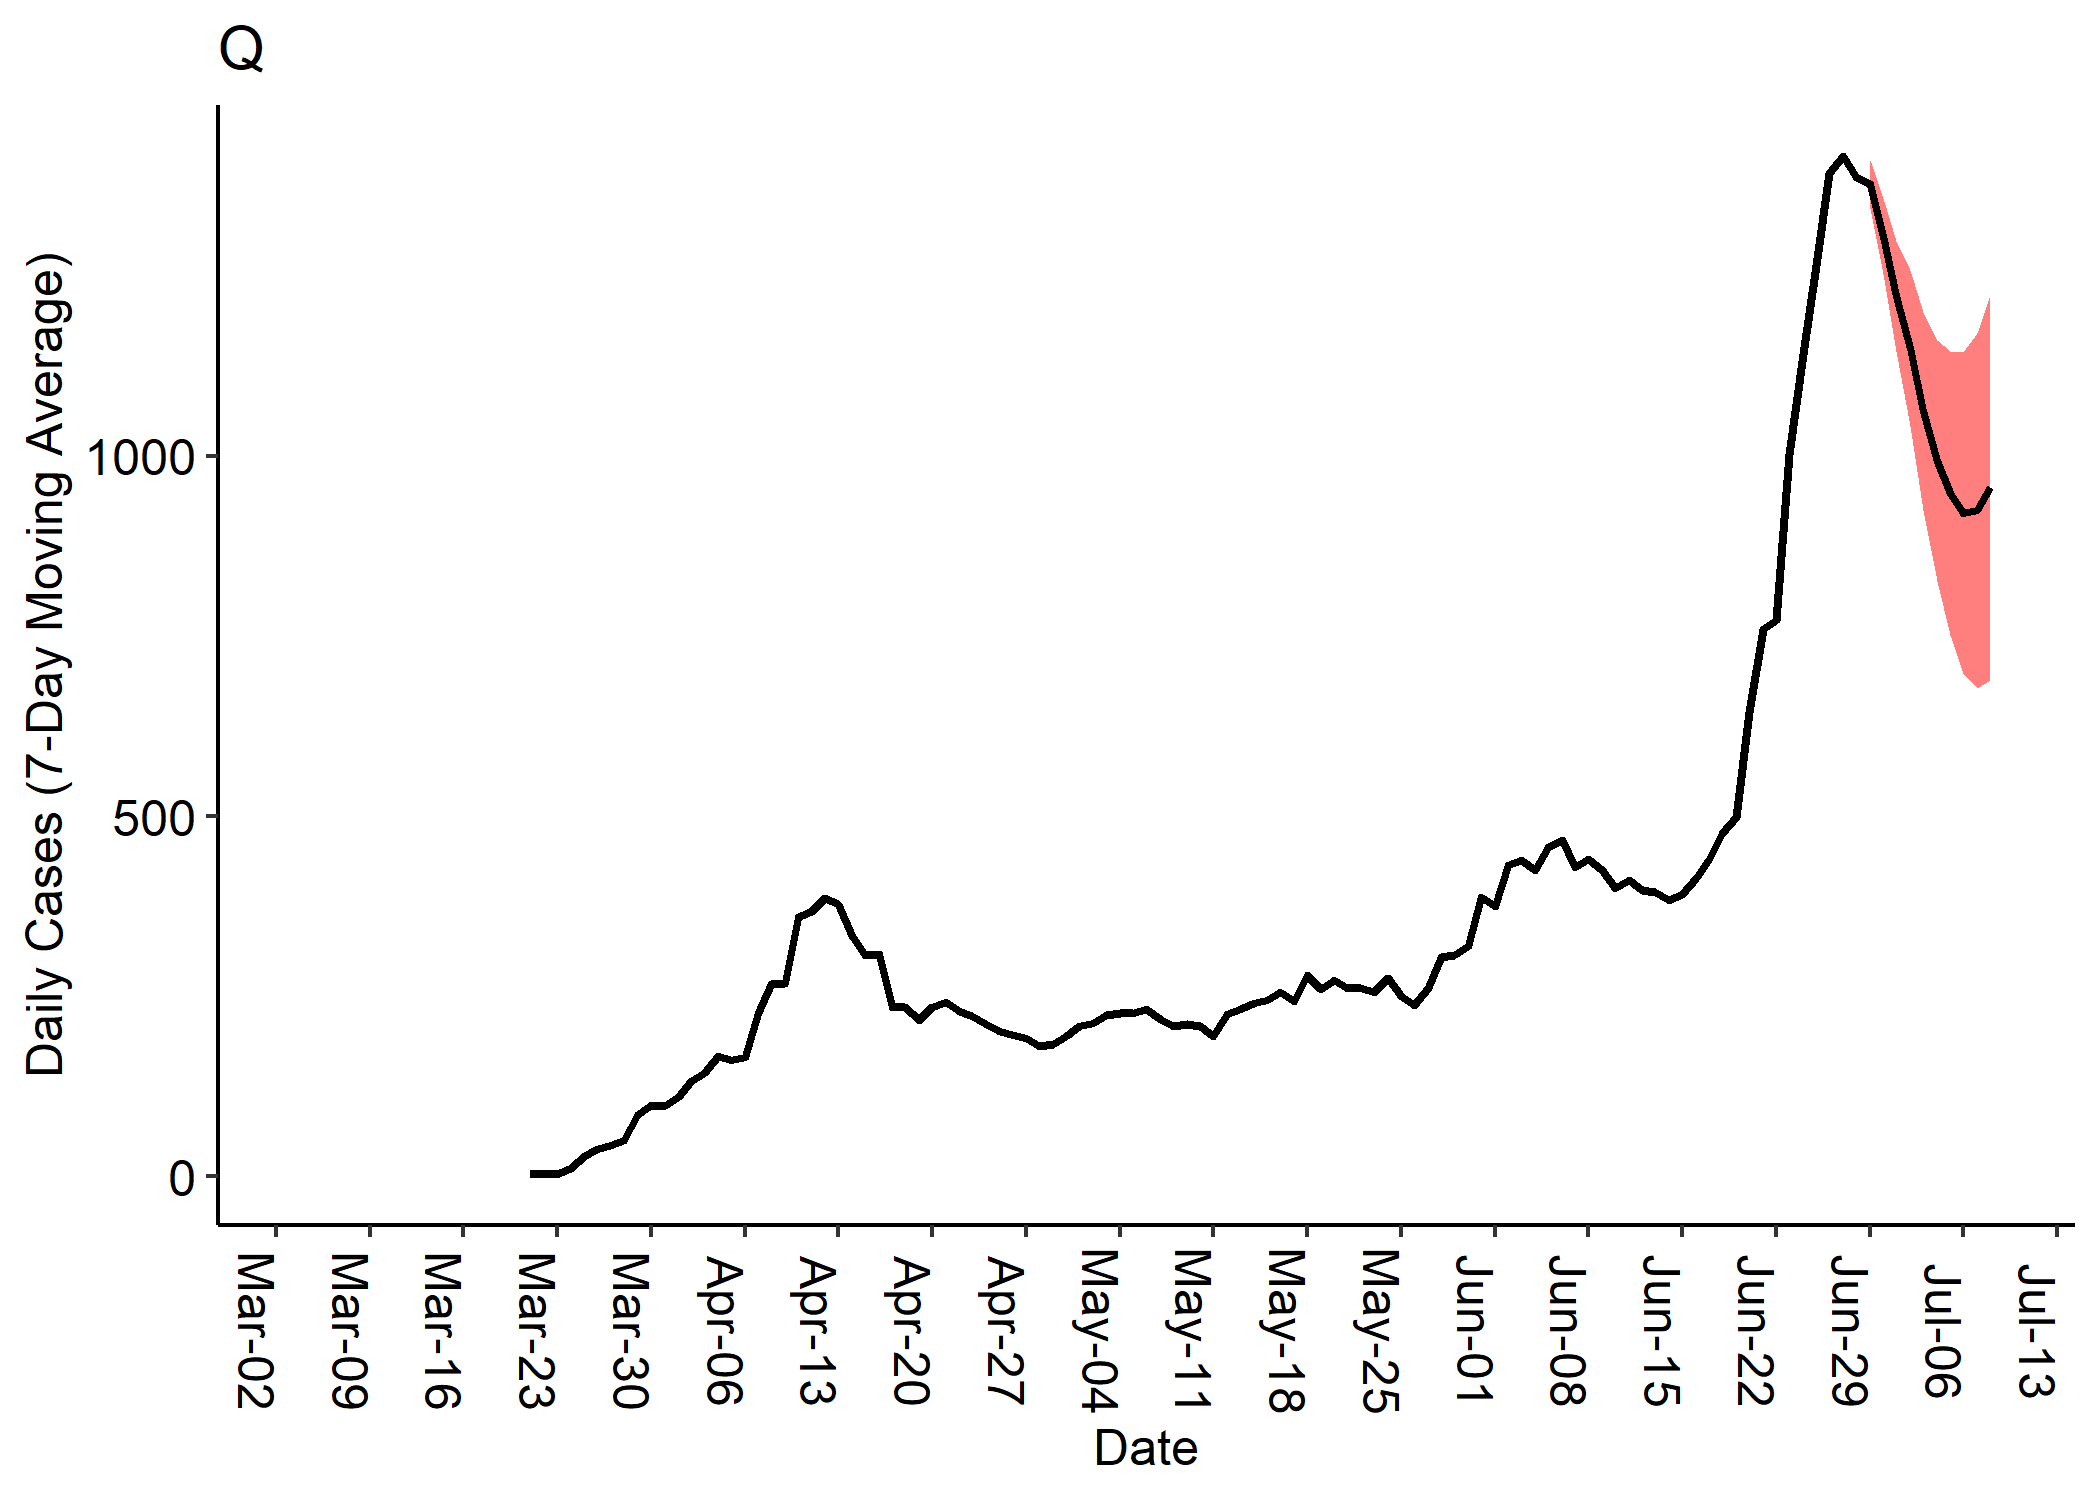 Q
Daily Cases (7-Day Moving Average)
1000
500
0
Mar-02
Mar-09
Mar-16
Mar-23
Mar-30
Apr-06
Apr-13
Apr-20
Apr-27
May-04
May-11
May-18
May-25
Jun-01
Jun-08
Jun-15
Jun-22
Jun-29
Jul-06
Jul-13
Date